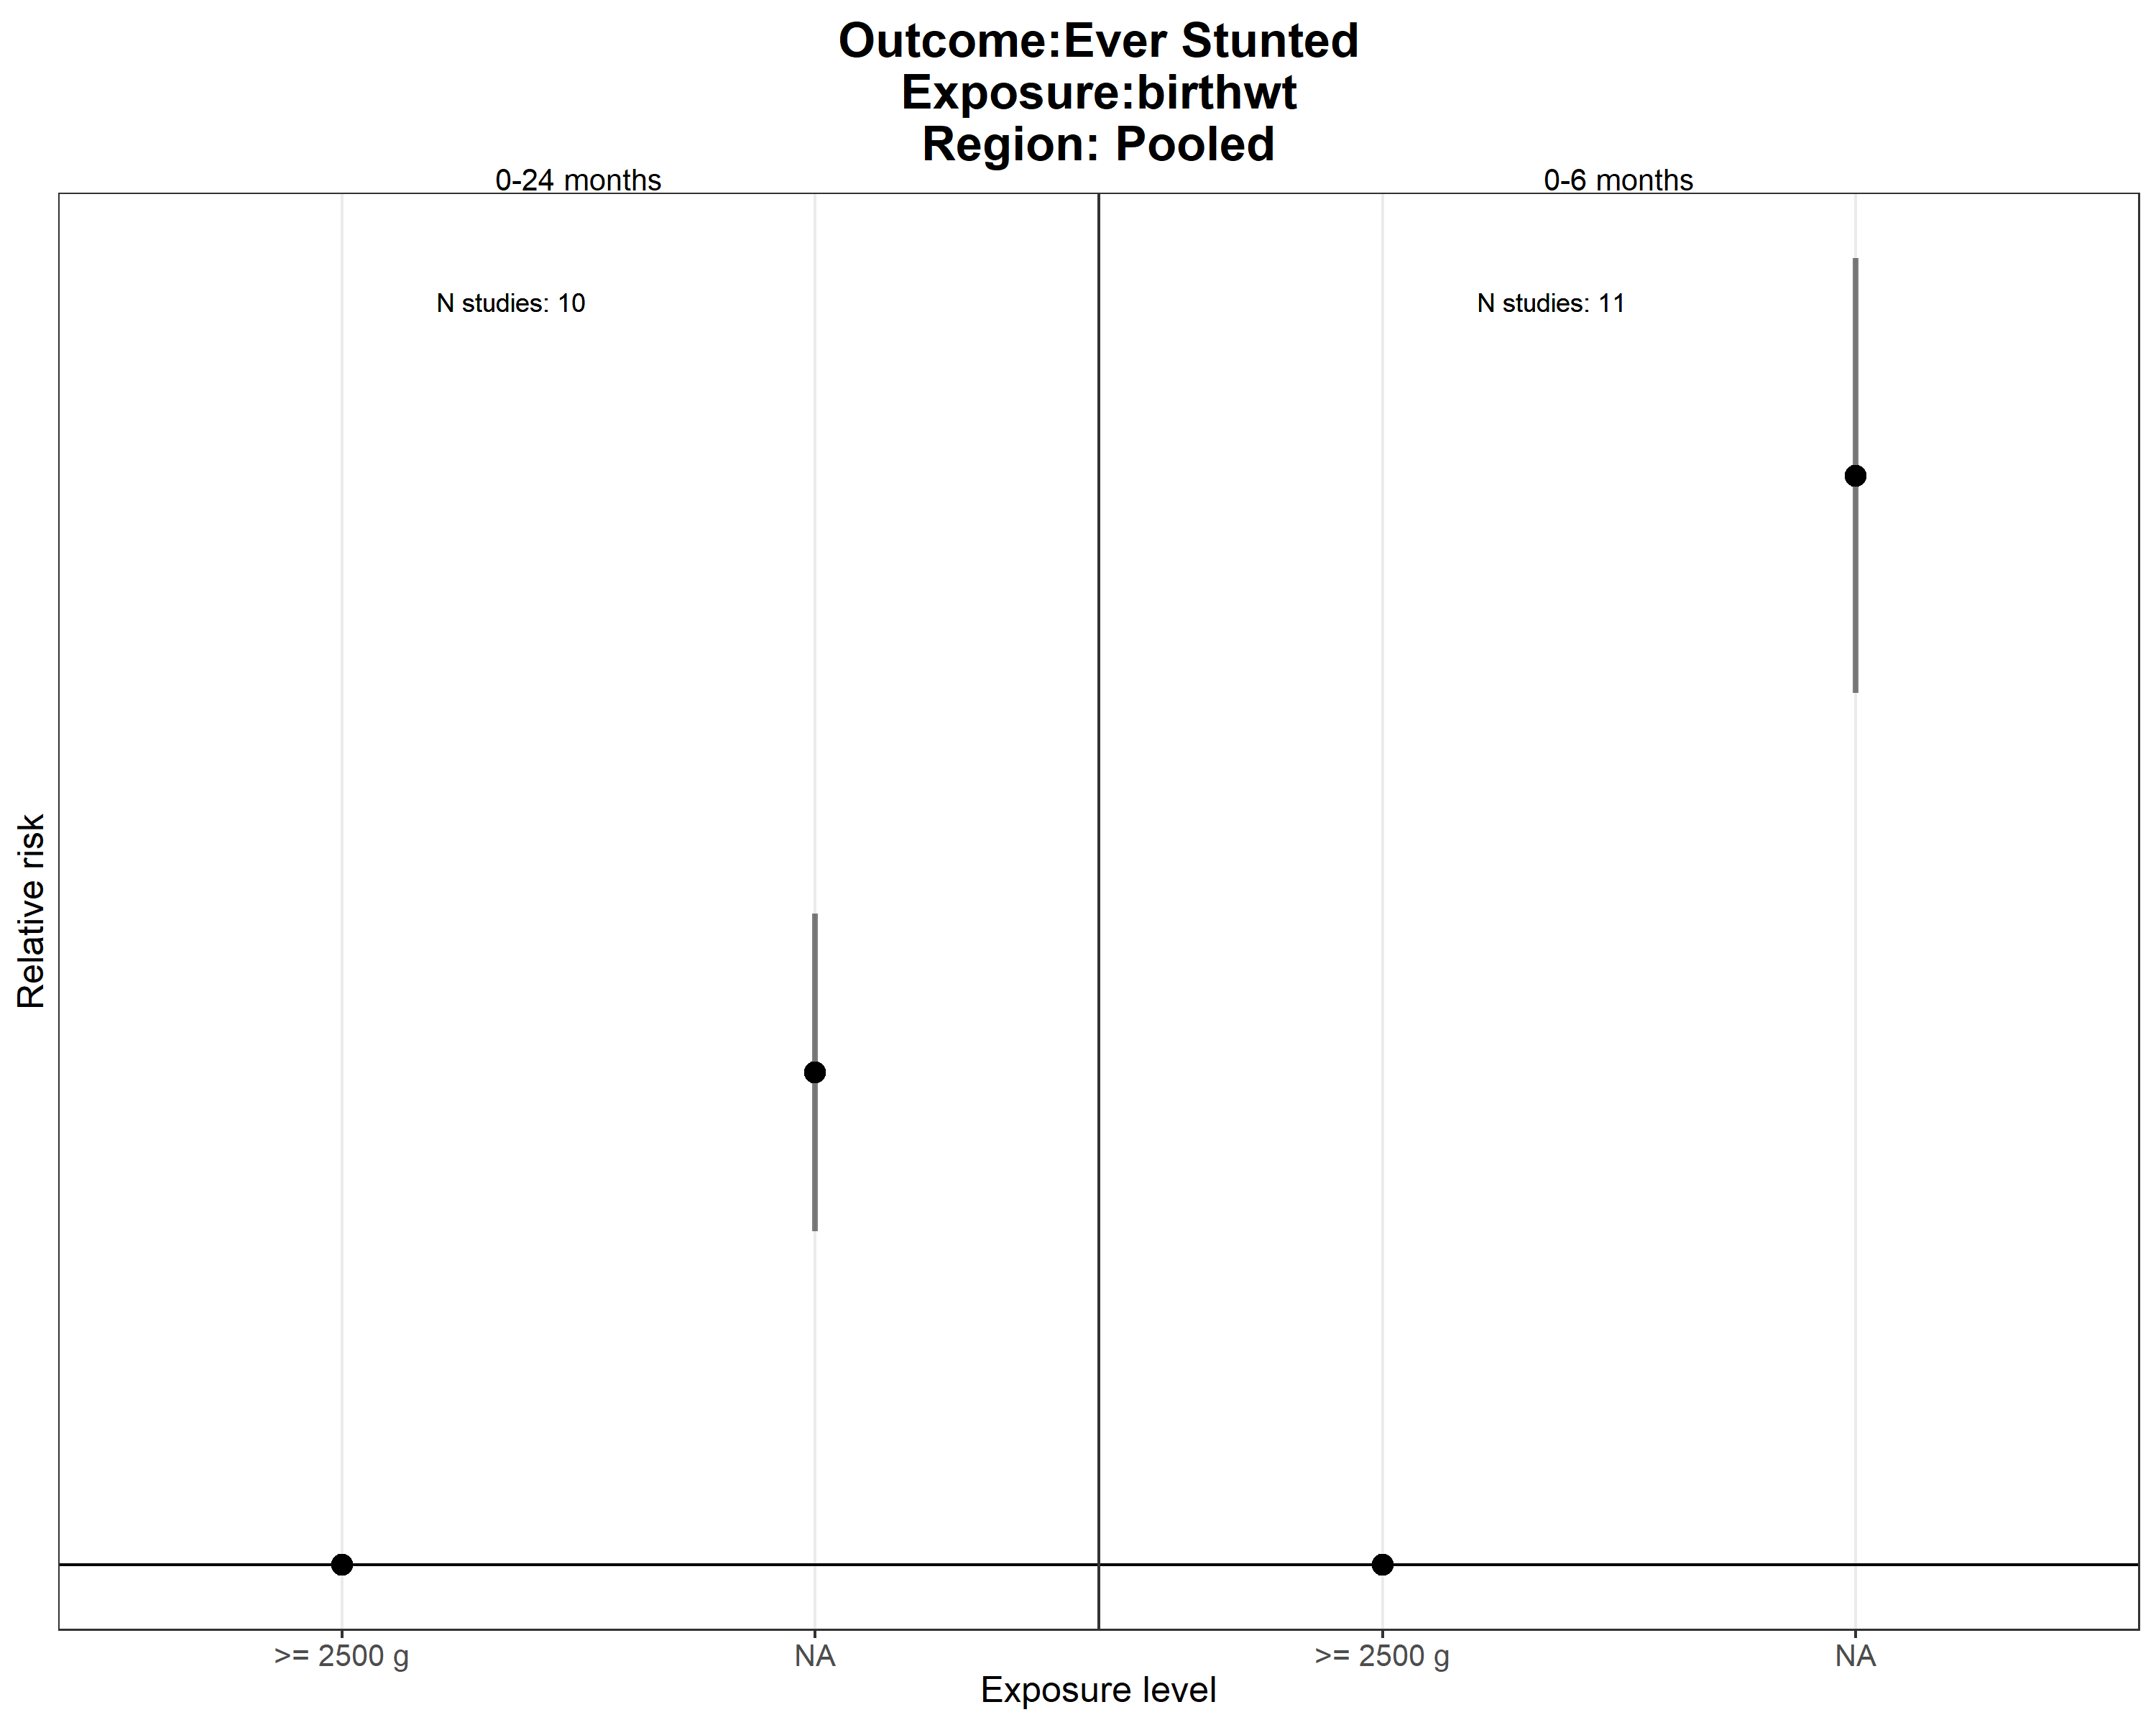 Outcome:Ever Stunted
Exposure:birthwt
Region: Pooled
0-24 months
0-6 months
N studies: 10
N studies: 11
Relative risk
>= 2500 g
NA
>= 2500 g
NA
Exposure level